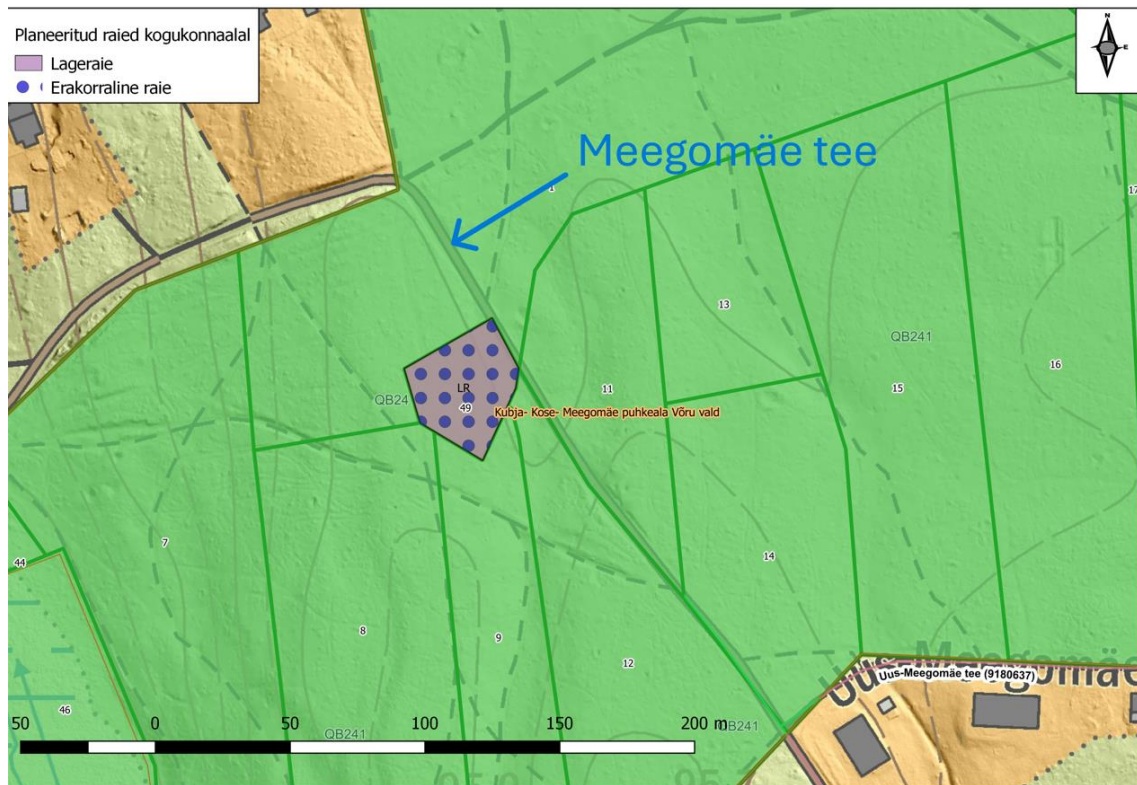 Planeeritud raied kogukonnaalal
Lageraie
Erakorraline raie
N
E
Meegomäe tee
1
17
13
QB241
16
15
11
LR
QB24
49
Kubja- Kose- Meegomäe puhkeala Võru vald
7
44
14
8
9
12
46
Uus-Meegomäe
Uus-Meegomäe tee (9180637)
50 0 50 100 150 200 m
QB241
QB241